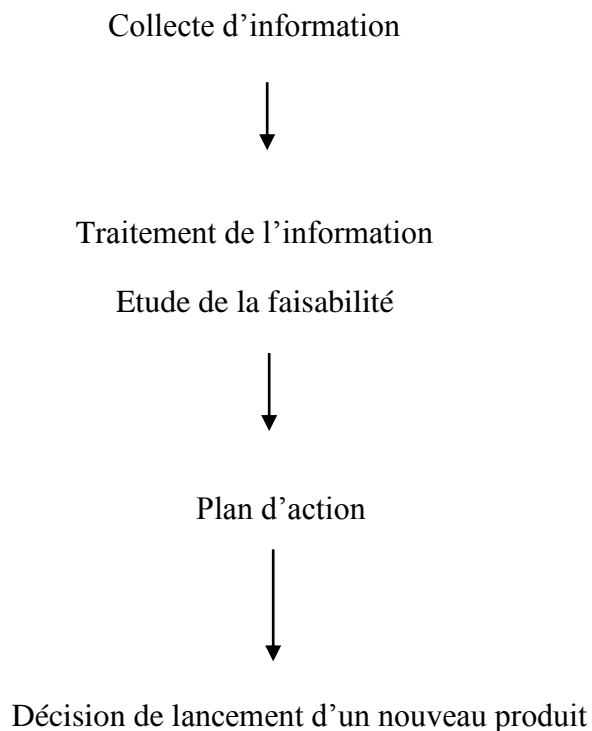 Collecte d’information
Traitement de l’information
Etude de la faisabilité
Plan d’action
Décision de lancement d’un nouveau produit